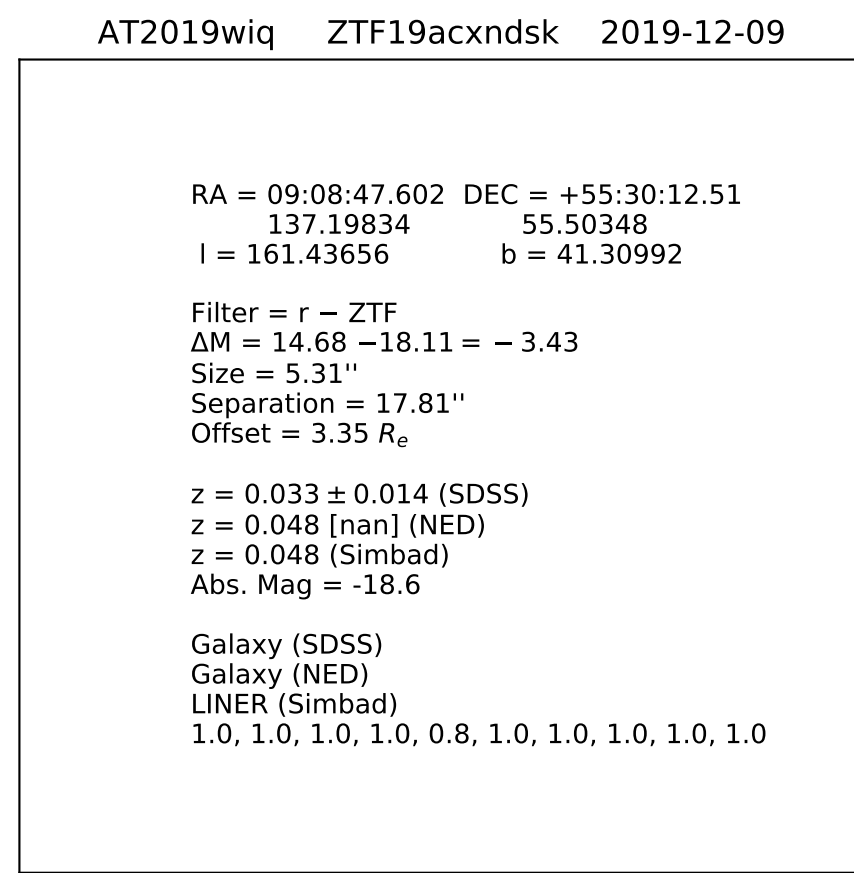 AT2019wiq ZTF19acxndsk 2019-12-09
RA = 09:08:47.602 DEC = +55:30:12.51
137.19834 55.50348
l = 161.43656 b = 41.30992
Filter = r − ZTF
ΔM = 14.68 −18.11 = − 3.43
Size = 5.31''
Separation = 17.81''
Offset = 3.35 Rₑ
z = 0.033 ± 0.014 (SDSS)
z = 0.048 [nan] (NED)
z = 0.048 (Simbad)
Abs. Mag = -18.6
Galaxy (SDSS)
Galaxy (NED)
LINER (Simbad)
1.0, 1.0, 1.0, 1.0, 0.8, 1.0, 1.0, 1.0, 1.0, 1.0